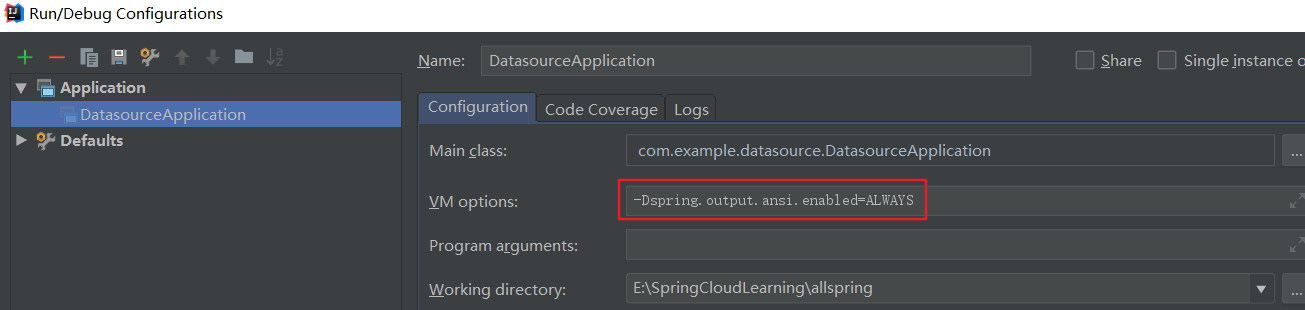 Run/Debug Configurations
Name: DatasourceApplication Share Single instance o
Application
DatasourceApplication
Defaults
Configuration Code Coverage Logs
Main class: com.example.datasource.DatasourceApplication ...
VM options: -Dspring.output.ansi.enabled=ALWAYS
Program arguments:
Working directory: E:\SpringCloudLearning\allspring ...